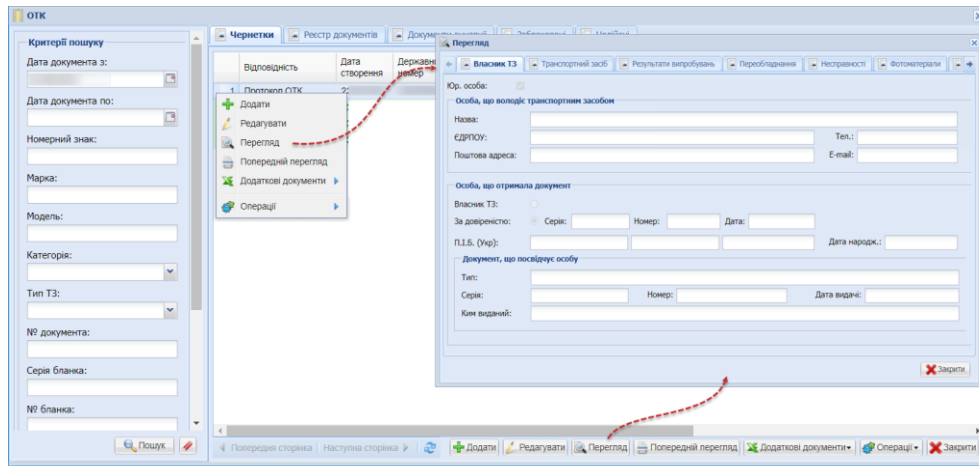 ОТК
Критерії пошуку
Дата документа з:
Дата документа по:
Номерний знак:
Марка:
Модель:
Категорія:
Тип ТЗ:
№ документа:
Серія бланка:
№ бланка:
Пошук
Чернетки
Реєстр документів
Відповідність
Дата створення
номер
1 Протокол ОТК
Додати
Редагувати
Перегляд
Попередній перегляд
Додаткові документи
Операції
Перегляд
Власник ТЗ
Транспортний засіб
Результати випробувань
Переобладнання
Несправності
Фотоматеріали
Юр. особа:
Особа, що володіє транспортним засобом
Назва:
ЄДРПОУ:
Тел.:
Поштова адреса:
E-mail:
Особа, що отримала документ
Власник ТЗ:
За довіреністю:
Серія:
Номер:
Дата:
П.І.Б. (Укр):
Дата народж.:
Документ, що посвідчує особу
Тип:
Серія:
Номер:
Дата видачі:
Ким виданий:
Закрити
Попередня сторінка
Наступна сторінка
Додати
Редагувати
Перегляд
Попередній перегляд
Додаткові документи
Операції
Закрити